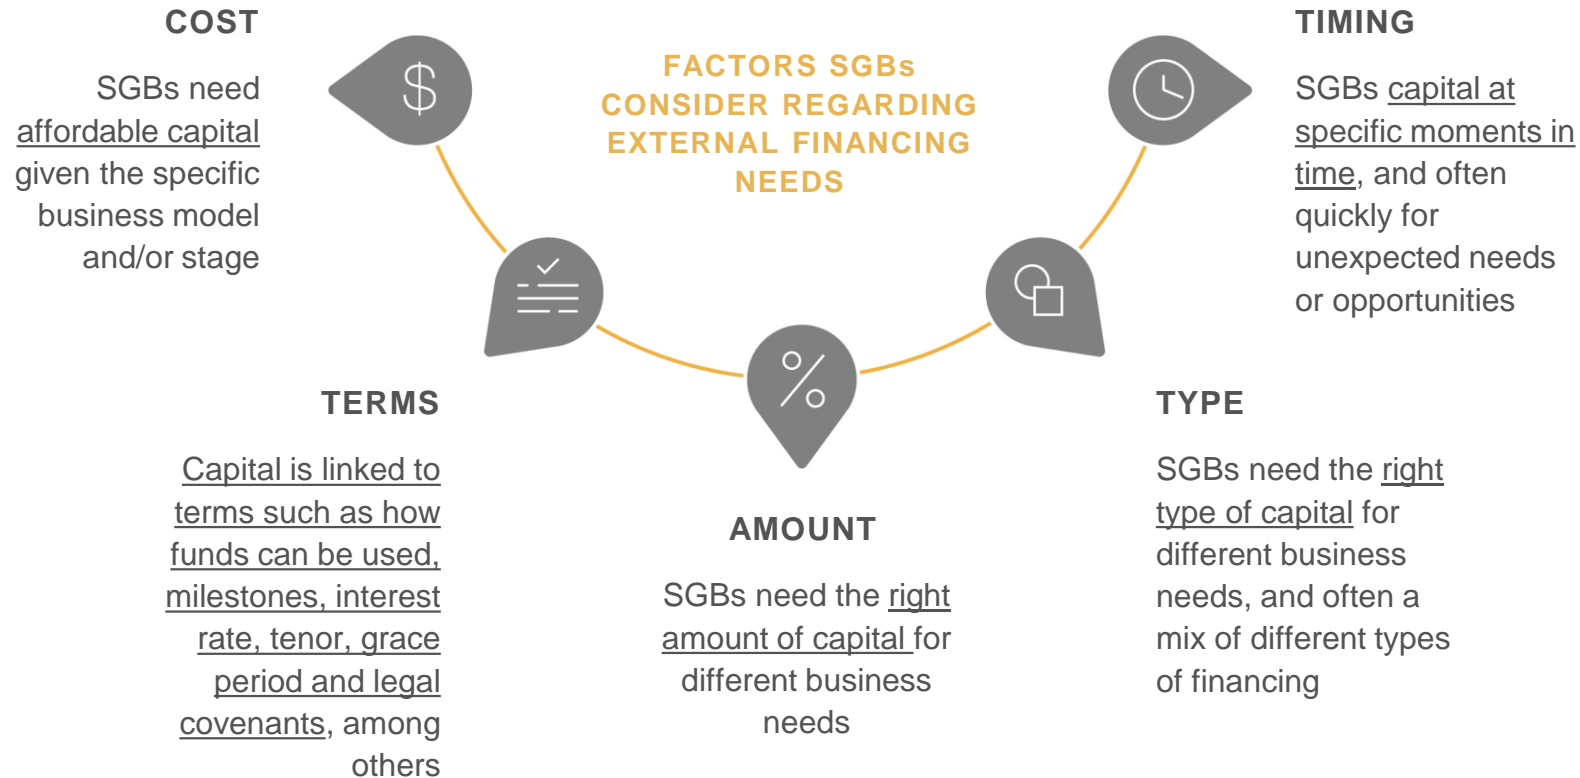 FACTORS SGBs
CONSIDER REGARDING
EXTERNAL FINANCING
NEEDS
COST
SGBs need
affordable capital
given the specific
business model
and/or stage
TERMS
Capital is linked to
terms such as how
funds can be used,
milestones, interest
rate, tenor, grace
period and legal
covenants, among
others
AMOUNT
SGBs need the right
amount of capital for
different business
needs
TYPE
SGBs need the right
type of capital for
different business
needs, and often a
mix of different types
of financing
TIMING
SGBs capital at
specific moments in
time, and often
quickly for
unexpected needs
or opportunities
$
%